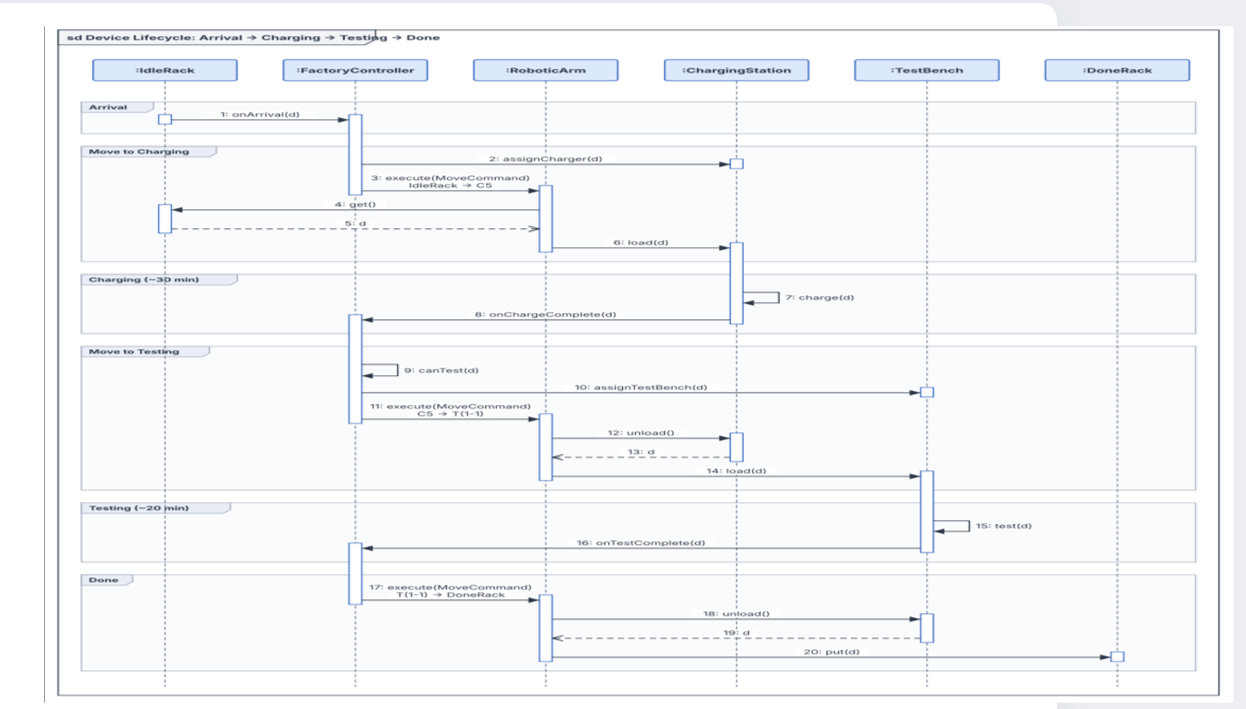 sd Device Lifecycle: Arrival → Charging → Testing → Done
:IdleRack
:FactoryController
:RoboticArm
:ChargingStation
:TestBench
:DoneRack
Arrival
1: onArrival(d)
Move to Charging
2: assignCharger(d)
3: execute(MoveCommand)
IdleRack → C5
4: get()
5: d
6: load(d)
Charging (~30 min)
7: charge(d)
8: onChargeComplete(d)
Move to Testing
9: canTest(d)
10: assignTestBench(d)
11: execute(MoveCommand)
C5 → T(1-1)
12: unload()
13: d
14: load(d)
Testing (~20 min)
15: test(d)
16: onTestComplete(d)
Done
17: execute(MoveCommand)
T(1-1) → DoneRack
18: unload()
19: d
20: put(d)